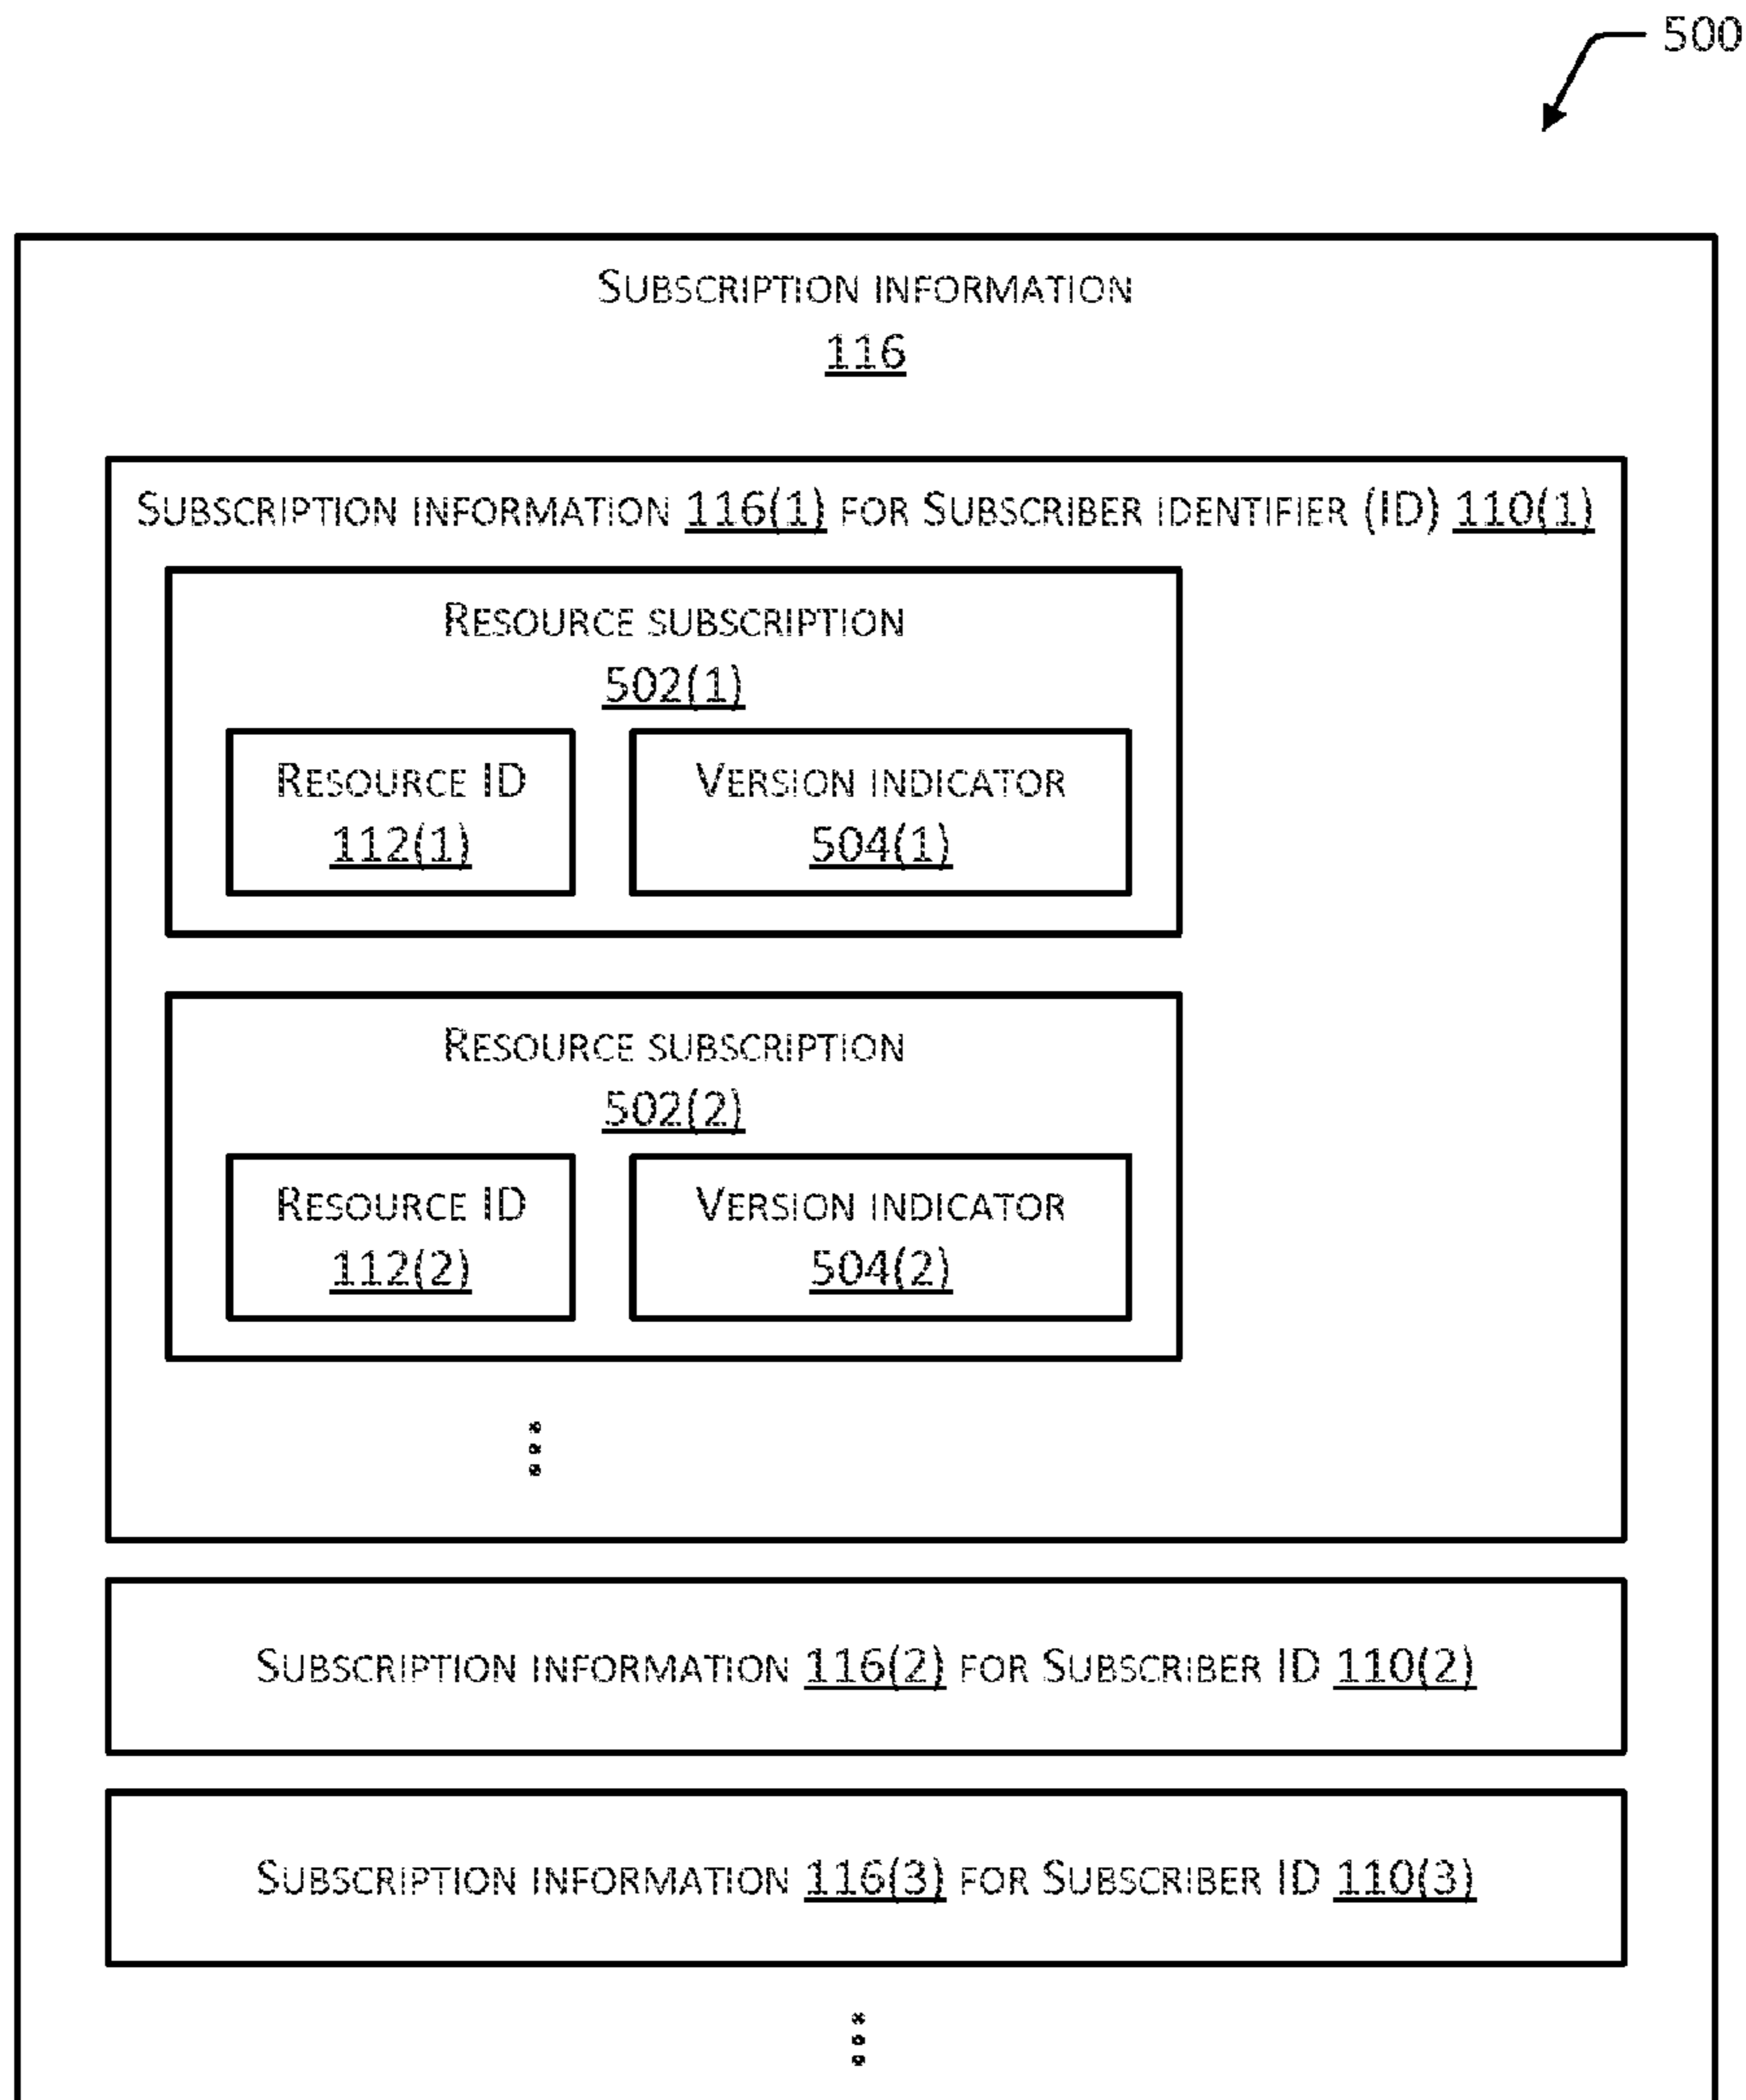 500
Subscription information
116
Subscription information 116(1) for Subscriber identifier (ID) 110(1)
Resource subscription
502(1)
Resource ID
112(1)
Version indicator
504(1)
Resource subscription
502(2)
Resource ID
112(2)
Version indicator
504(2)
Subscription information 116(2) for Subscriber ID 110(2)
Subscription information 116(3) for Subscriber ID 110(3)